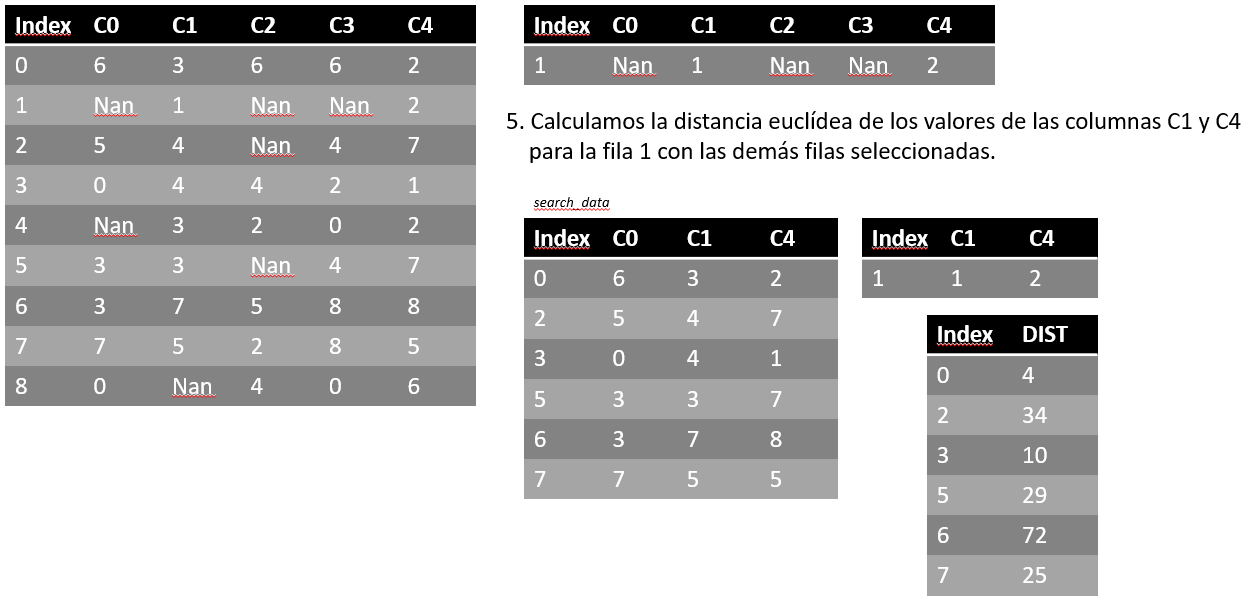 Index C0 C1 C2 C3 C4
0 6 3 6 6 2
1 Nan 1 Nan Nan 2
2 5 4 Nan 4 7
3 0 4 4 2 1
4 Nan 3 2 0 2
5 3 3 Nan 4 7
6 3 7 5 8 8
7 7 5 2 8 5
8 0 Nan 4 0 6
Index C0 C1 C2 C3 C4
1 Nan 1 Nan Nan 2
5. Calculamos la distancia euclídea de los valores de las columnas C1 y C4
para la fila 1 con las demás filas seleccionadas.
search_data
Index C0 C1 C4
0 6 3 2
2 5 4 7
3 0 4 1
5 3 3 7
6 3 7 8
7 7 5 5
Index C1 C4
1 1 2
Index DIST
0 4
2 34
3 10
5 29
6 72
7 25